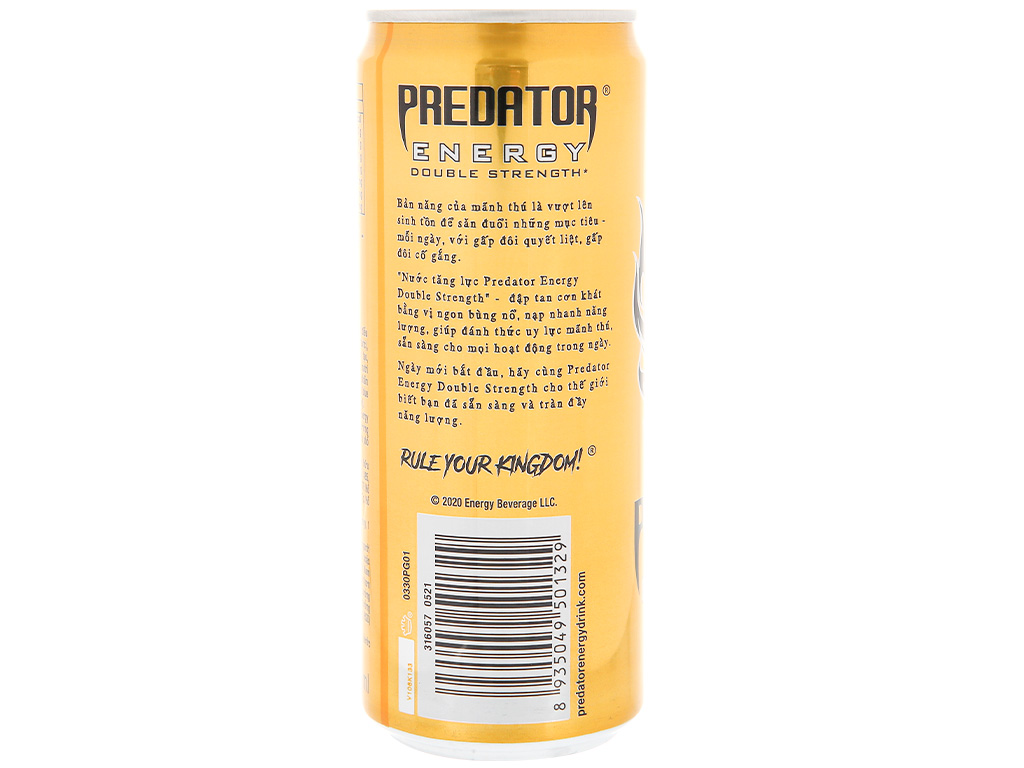 PREDATOR®
ENERGY
DOUBLE STRENGTH*
Bản năng của mãnh thú là vượt lên
sinh tồn để săn đuổi những mục tiêu -
mỗi ngày, với gấp đôi quyết liệt, gấp
đôi cố gắng.
"Nước tăng lực Predator Energy
Double Strength" - đập tan cơn khát
bằng vị ngon bùng nổ, nạp nhanh năng
lượng, giúp đánh thức uy lực mãnh thú,
sẵn sàng cho mọi hoạt động trong ngày.
Ngày mới bắt đầu, hãy cùng Predator
Energy Double Strength cho thế giới
biết bạn đã sẵn sàng và tràn đầy
năng lượng.
RULE YOUR KINGDOM!®
© 2020 Energy Beverage LLC.
V108K133
0330PG01
316057 0521
8 935049 501329
predatorenergydrink.com